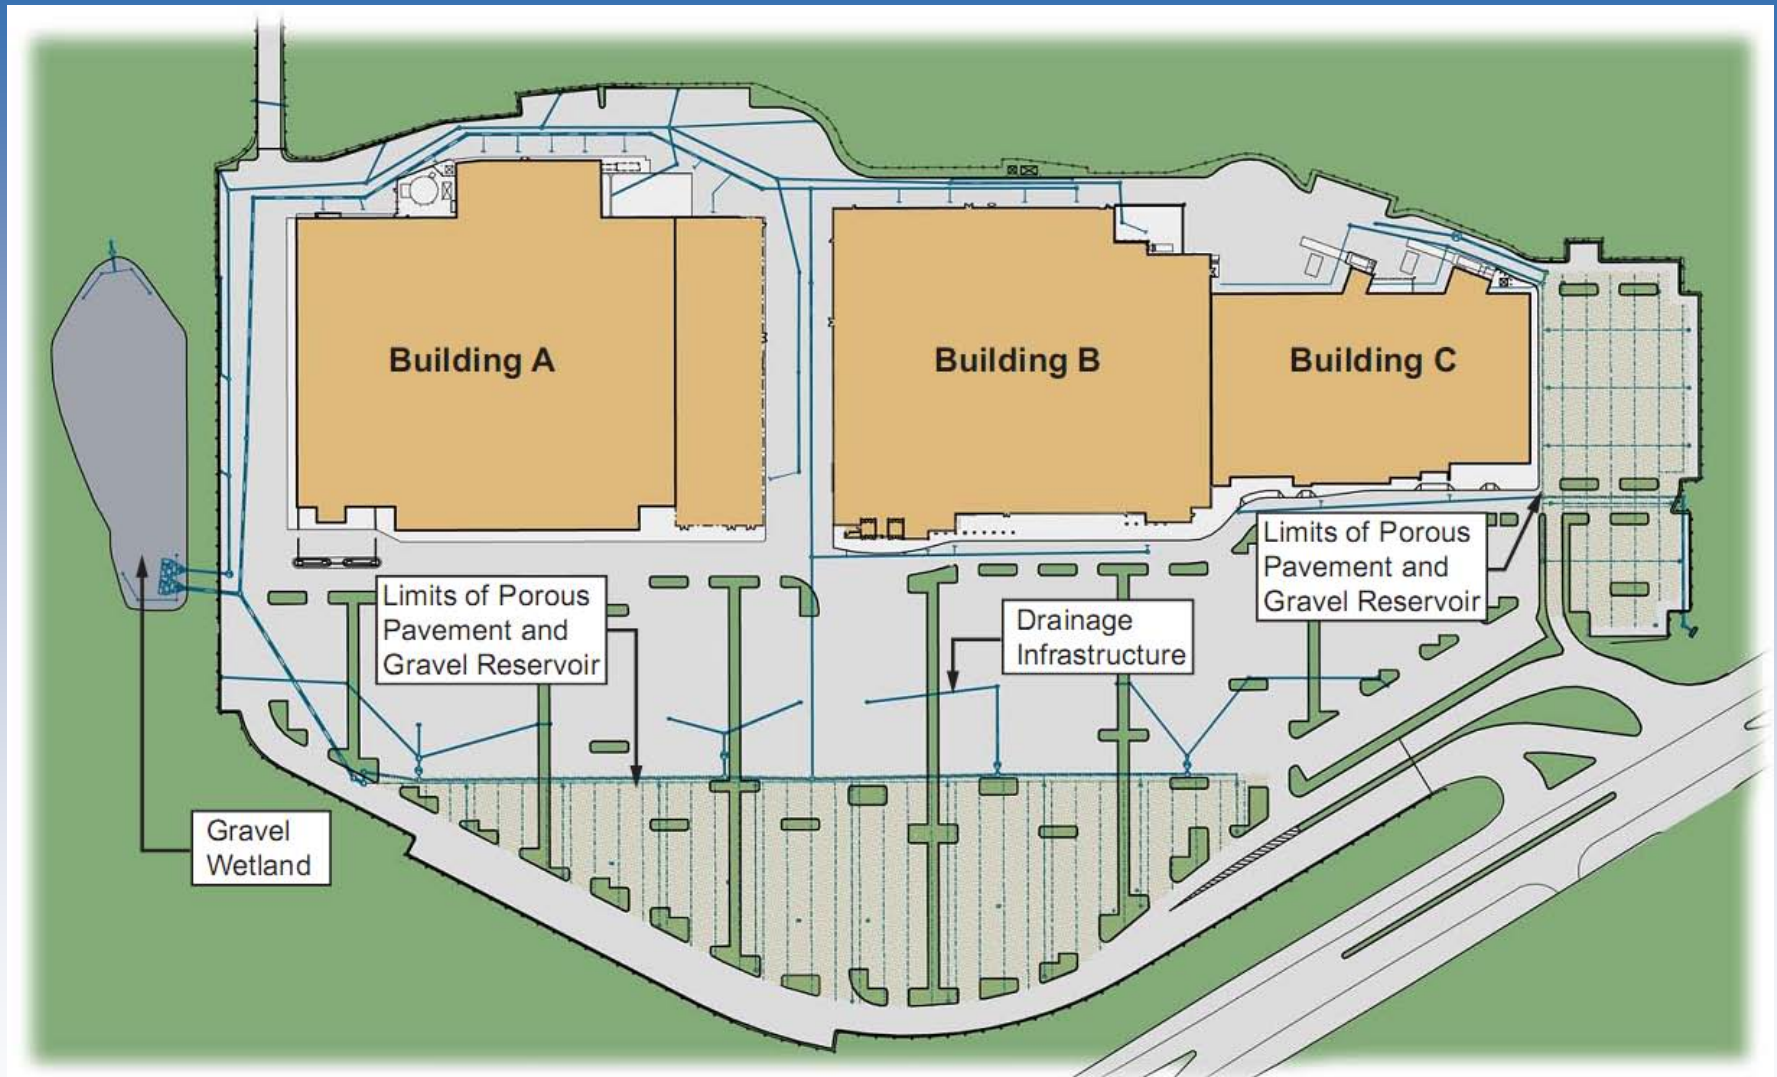 Building A
Building B
Building C
Limits of Porous
Pavement and
Gravel Reservoir
Limits of Porous
Pavement and
Gravel Reservoir
Drainage
Infrastructure
Gravel
Wetland